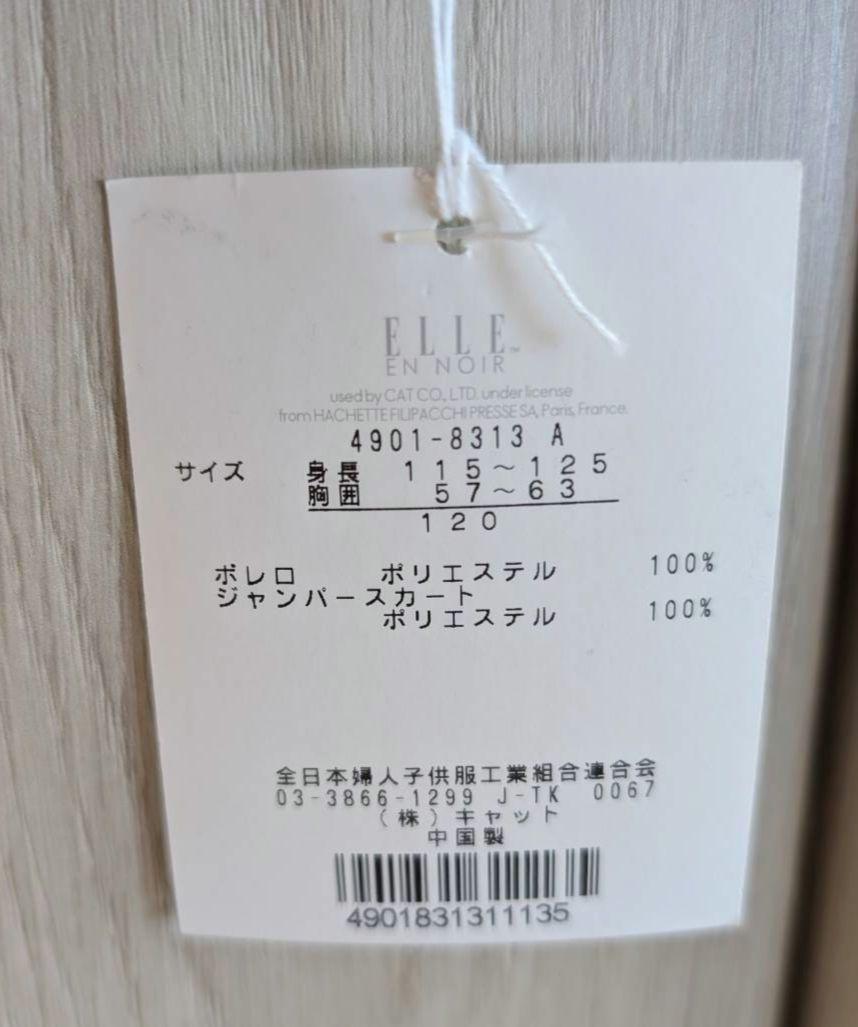 ELLE™
EN NOIR
used by CAT CO., LTD. under license
from HACHETTE FILIPACCHI PRESSE SA, Paris, France.
4901-8313 A
サイズ 身長 115～125
胸囲 57～63
120
ボレロ ポリエステル 100%
ジャンパースカート
ポリエステル 100%
全日本婦人子供服工業組合連合会
03-3866-1299 J-TK 0067
(株)キャット
中国製
4901831311135